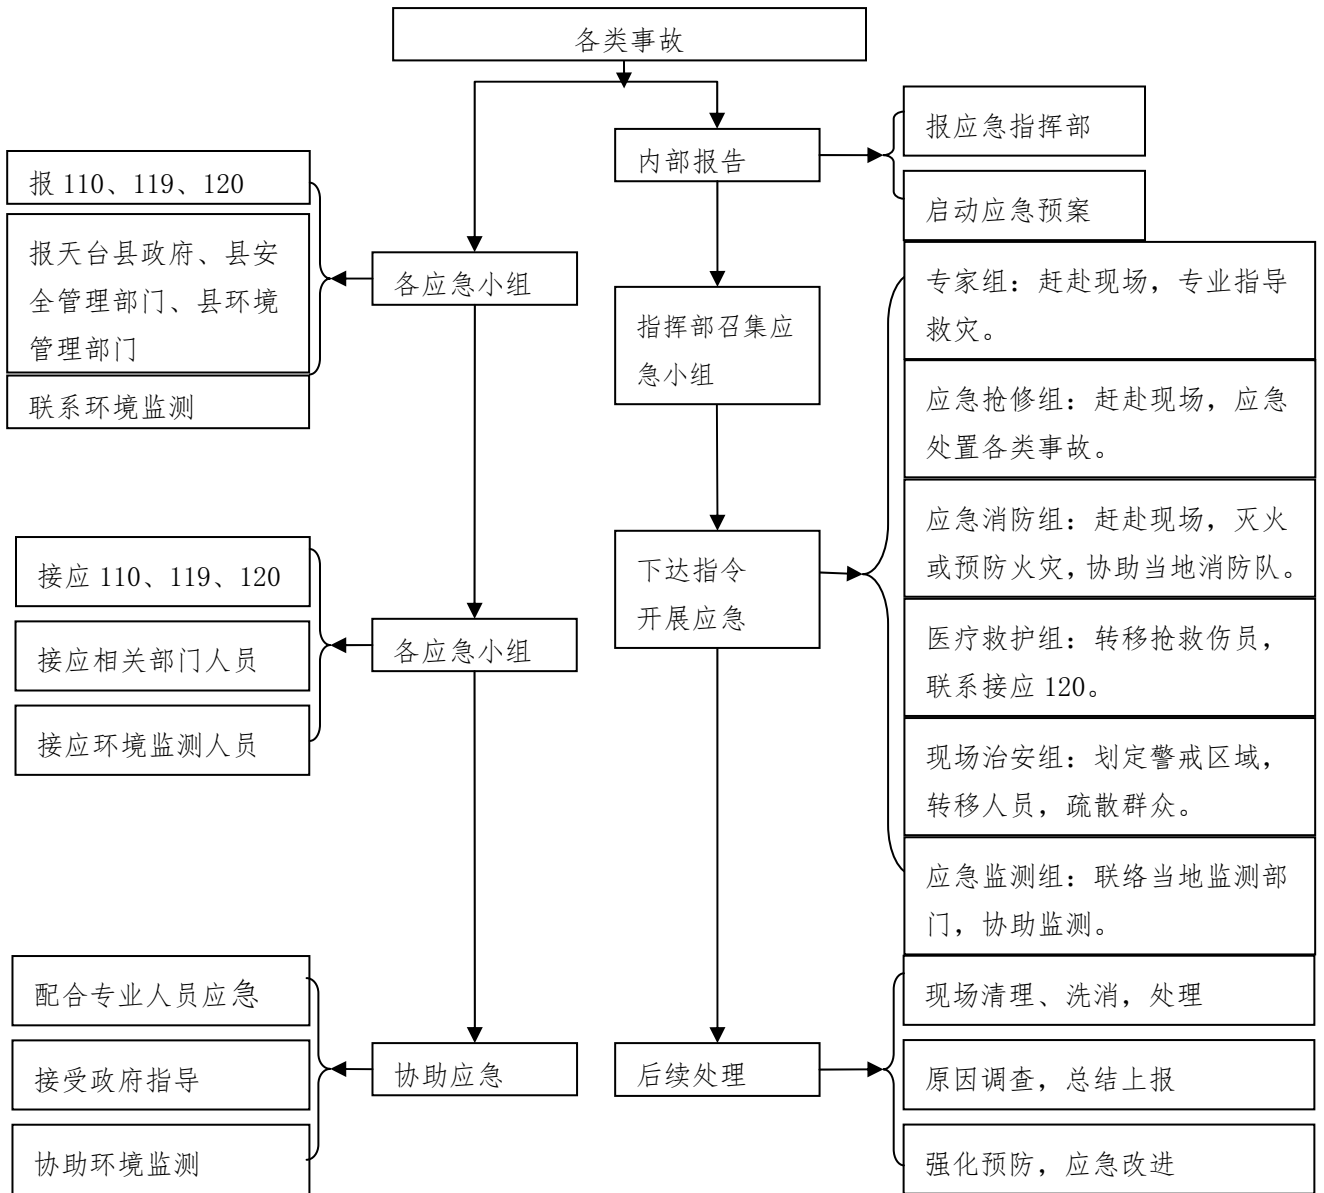 各类事故
内部报告
报应急指挥部
启动应急预案
报 110、119、120
报天台县政府、县安
全管理部门、县环境
管理部门
联系环境监测
各应急小组
指挥部召集应
急小组
专家组：赶赴现场，专业指导
救灾。
应急抢修组：赶赴现场，应急
处置各类事故。
应急消防组：赶赴现场，灭火
或预防火灾，协助当地消防队。
医疗救护组：转移抢救伤员，
联系接应 120。
现场治安组：划定警戒区域，
转移人员，疏散群众。
应急监测组：联络当地监测部
门，协助监测。
下达指令
开展应急
接应 110、119、120
接应相关部门人员
接应环境监测人员
各应急小组
配合专业人员应急
接受政府指导
协助环境监测
协助应急
后续处理
现场清理、洗消，处理
原因调查，总结上报
强化预防，应急改进